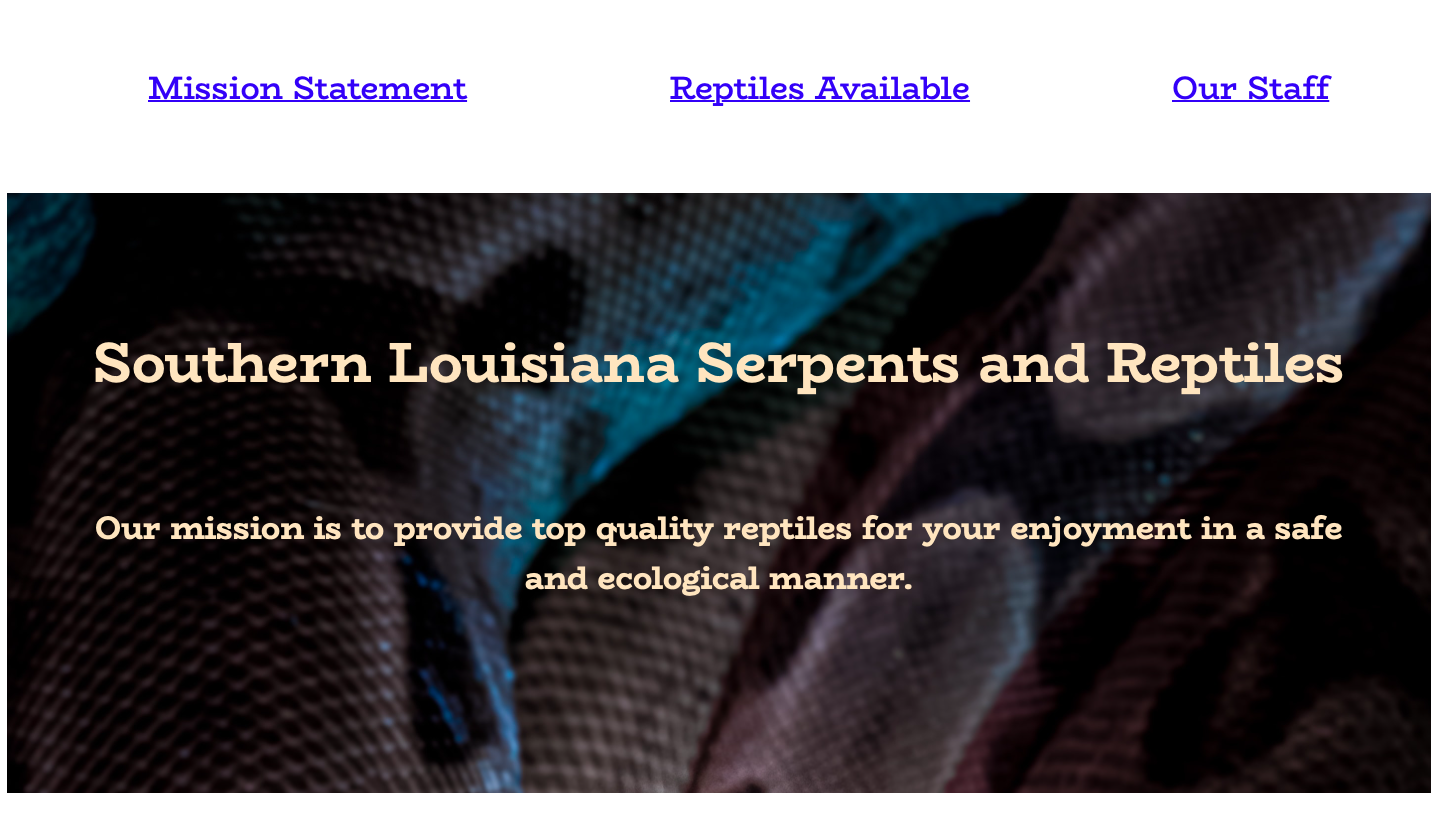 Mission Statement
Reptiles Available
Our Staff
Southern Louisiana Serpents and Reptiles
Our mission is to provide top quality reptiles for your enjoyment in a safe
and ecological manner.